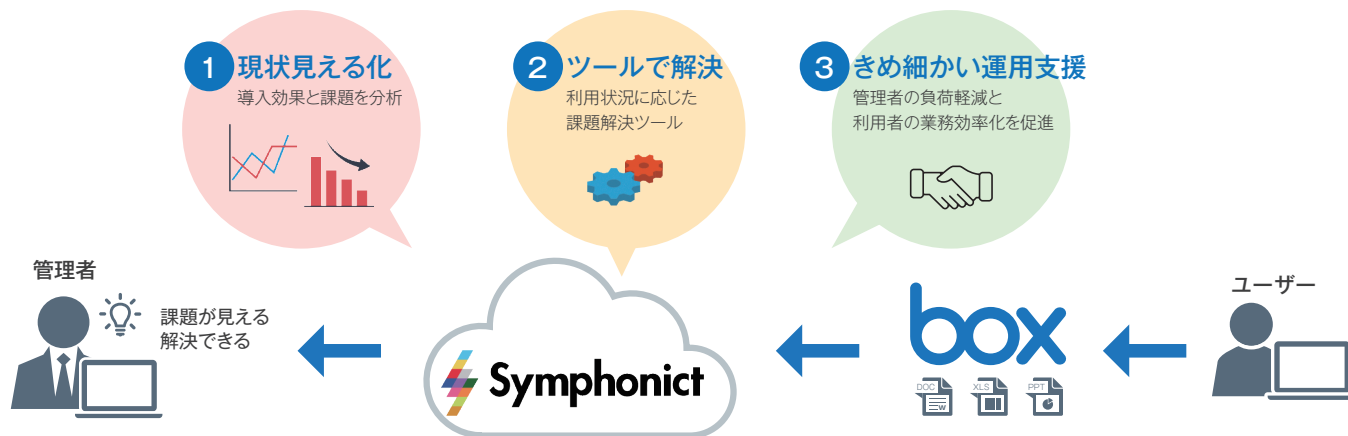 1 現状見える化
導入効果と課題を分析
2 ツールで解決
利用状況に応じた
課題解決ツール
3 きめ細かい運用支援
管理者の負荷軽減と
利用者の業務効率化を促進
管理者
課題が見える
解決できる
Symphonict
box
DOC
W
XLS
PPT
ユーザー